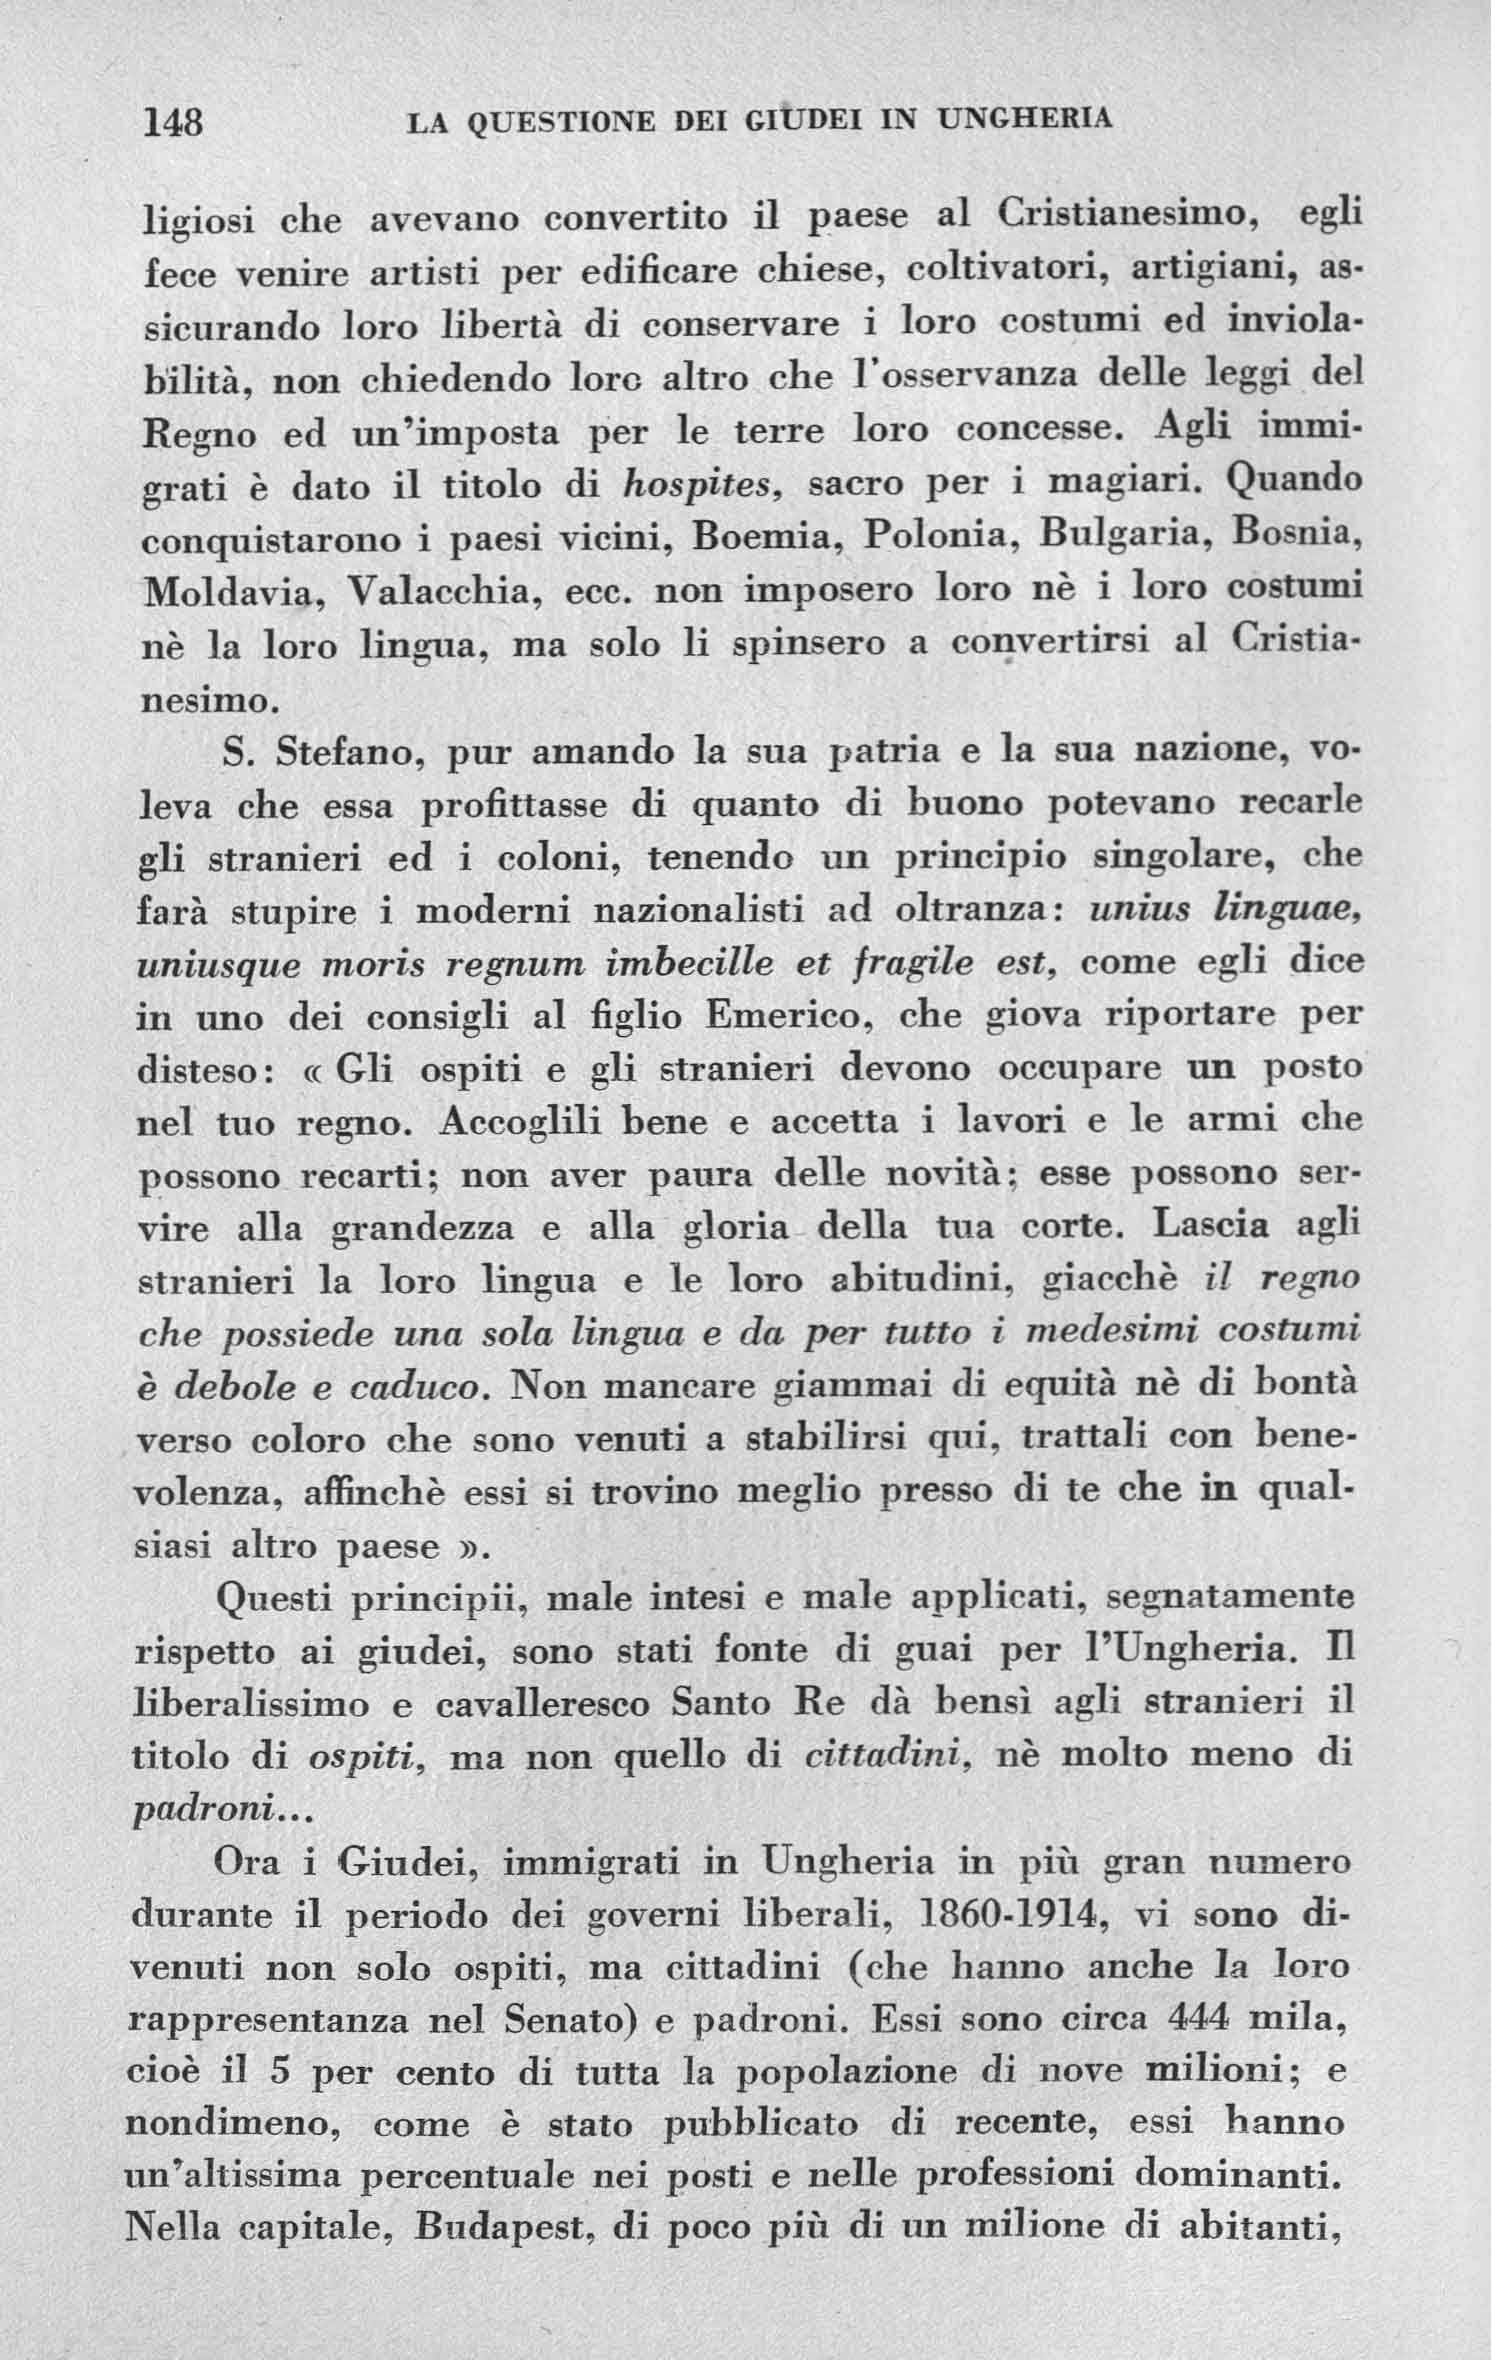 148 LA QUESTIONE DEI GIUDEI IN UNGHERIA
ligiosi che avevano convertito il paese al Cristianesimo, egli
fece venire artisti per edificare chiese, coltivatori, artigiani, as-
sicurando loro libertà di conservare i loro costumi ed inviola-
bilità, non chiedendo loro altro che l'osservanza delle leggi del
Regno ed un'imposta per le terre loro concesse. Agli immi-
grati è dato il titolo di hospites, sacro per i magiari. Quando
conquistarono i paesi vicini, Boemia, Polonia, Bulgaria, Bosnia,
Moldavia, Valacchia, ecc. non imposero loro nè i loro costumi
nè la loro lingua, ma solo li spinsero a convertirsi al Cristia-
nesimo.
S. Stefano, pur amando la sua patria e la sua nazione, vo-
leva che essa profittasse di quanto di buono potevano recarle
gli stranieri ed i coloni, tenendo un principio singolare, che
farà stupire i moderni nazionalisti ad oltranza: unius linguae,
uniusque moris regnum imbecille et fragile est, come egli dice
in uno dei consigli al figlio Emerico, che giova riportare per
disteso: « Gli ospiti e gli stranieri devono occupare un posto
nel tuo regno. Accoglili bene e accetta i lavori e le armi che
possono recarti; non aver paura delle novità; esse possono ser-
vire alla grandezza e alla gloria della tua corte. Lascia agli
stranieri la loro lingua e le loro abitudini, giacchè il regno
che possiede una sola lingua e da per tutto i medesimi costumi
è debole e caduco. Non mancare giammai di equità nè di bontà
verso coloro che sono venuti a stabilirsi qui, trattali con bene-
volenza, affinchè essi si trovino meglio presso di te che in qual-
siasi altro paese ».
Questi principii, male intesi e male applicati, segnatamente
rispetto ai giudei, sono stati fonte di guai per l'Ungheria. Il
liberalissimo e cavalleresco Santo Re dà bensì agli stranieri il
titolo di ospiti, ma non quello di cittadini, nè molto meno di
padroni...
Ora i Giudei, immigrati in Ungheria in più gran numero
durante il periodo dei governi liberali, 1860-1914, vi sono di-
venuti non solo ospiti, ma cittadini (che hanno anche la loro
rappresentanza nel Senato) e padroni. Essi sono circa 444 mila,
cioè il 5 per cento di tutta la popolazione di nove milioni; e
nondimeno, come è stato pubblicato di recente, essi hanno
un'altissima percentuale nei posti e nelle professioni dominanti.
Nella capitale, Budapest, di poco più di un milione di abitanti,